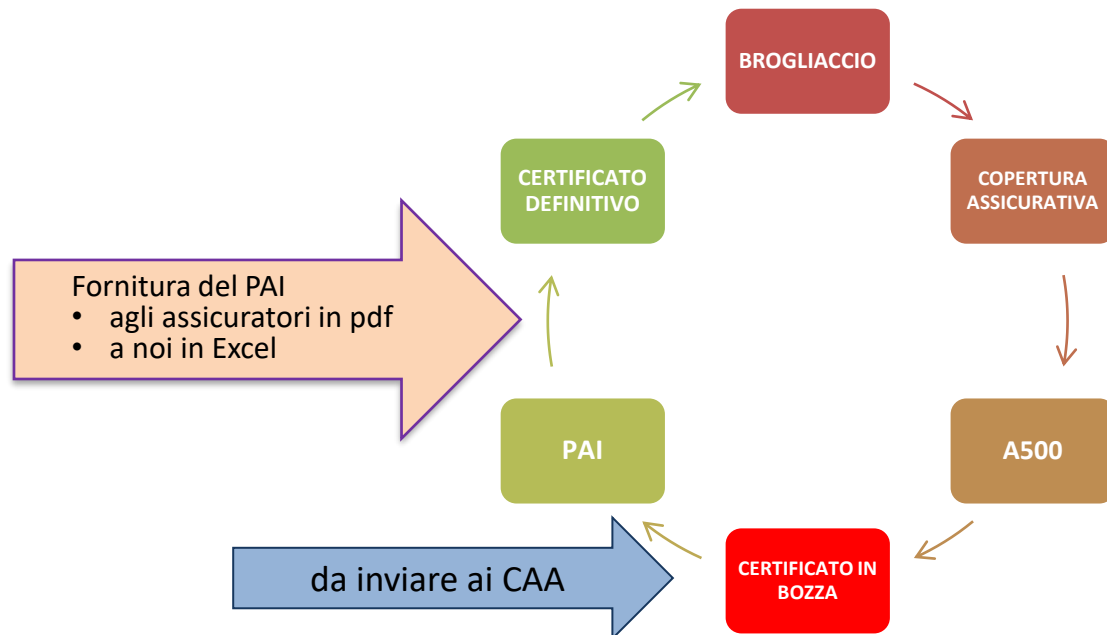 BROGLIACCIO
CERTIFICATO
DEFINITIVO
COPERTURA
ASSICURATIVA
Fornitura del PAI
• agli assicuratori in pdf
• a noi in Excel
PAI
A500
da inviare ai CAA
CERTIFICATO IN
BOZZA